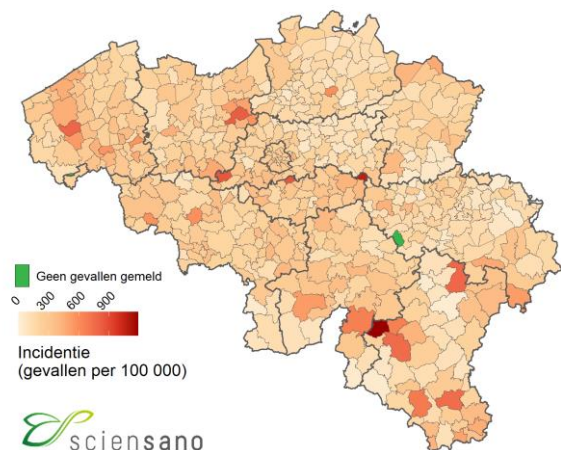 Geen gevallen gemeld
0 300 600 900
Incidentie
(gevallen per 100 000)
sciensano